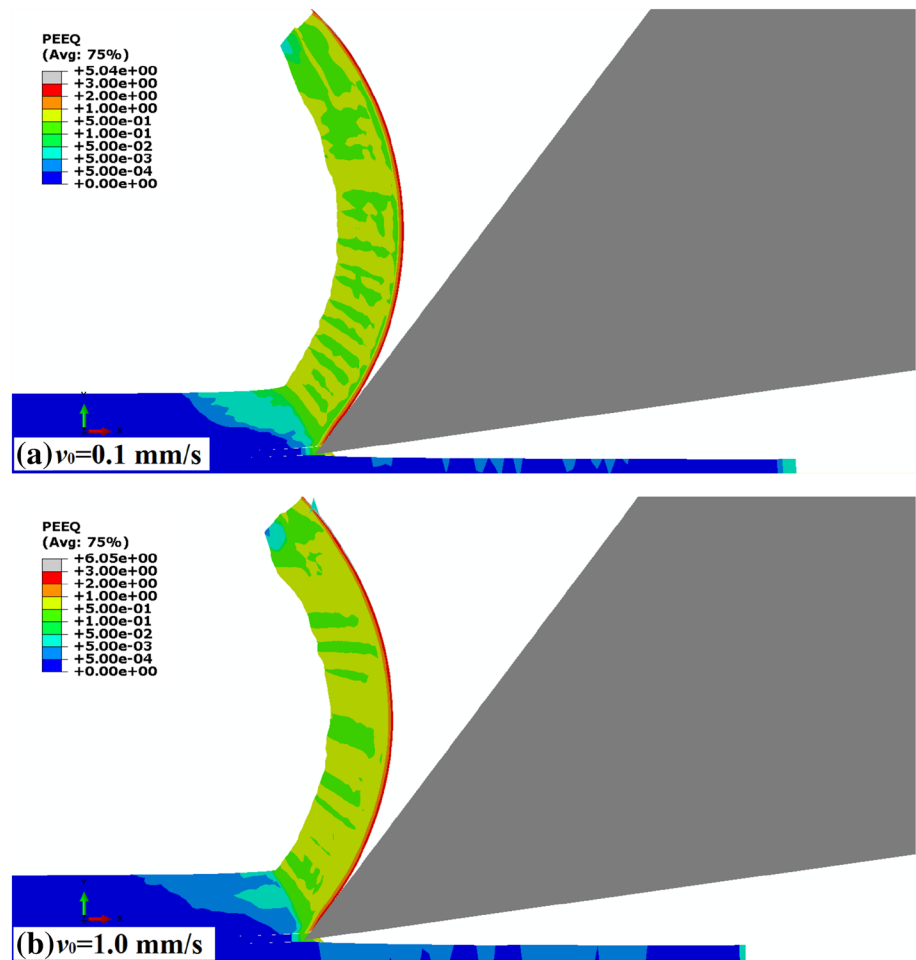 PEEQ
(Avg: 75%)
+5.04e+00
+3.00e+00
+2.00e+00
+1.00e+00
+5.00e-01
+1.00e-01
+5.00e-02
+5.00e-03
+5.00e-04
+0.00e+00
(a) v₀=0.1 mm/s
PEEQ
(Avg: 75%)
+6.05e+00
+3.00e+00
+2.00e+00
+1.00e+00
+5.00e-01
+1.00e-01
+5.00e-02
+5.00e-03
+5.00e-04
+0.00e+00
(b) v₀=1.0 mm/s